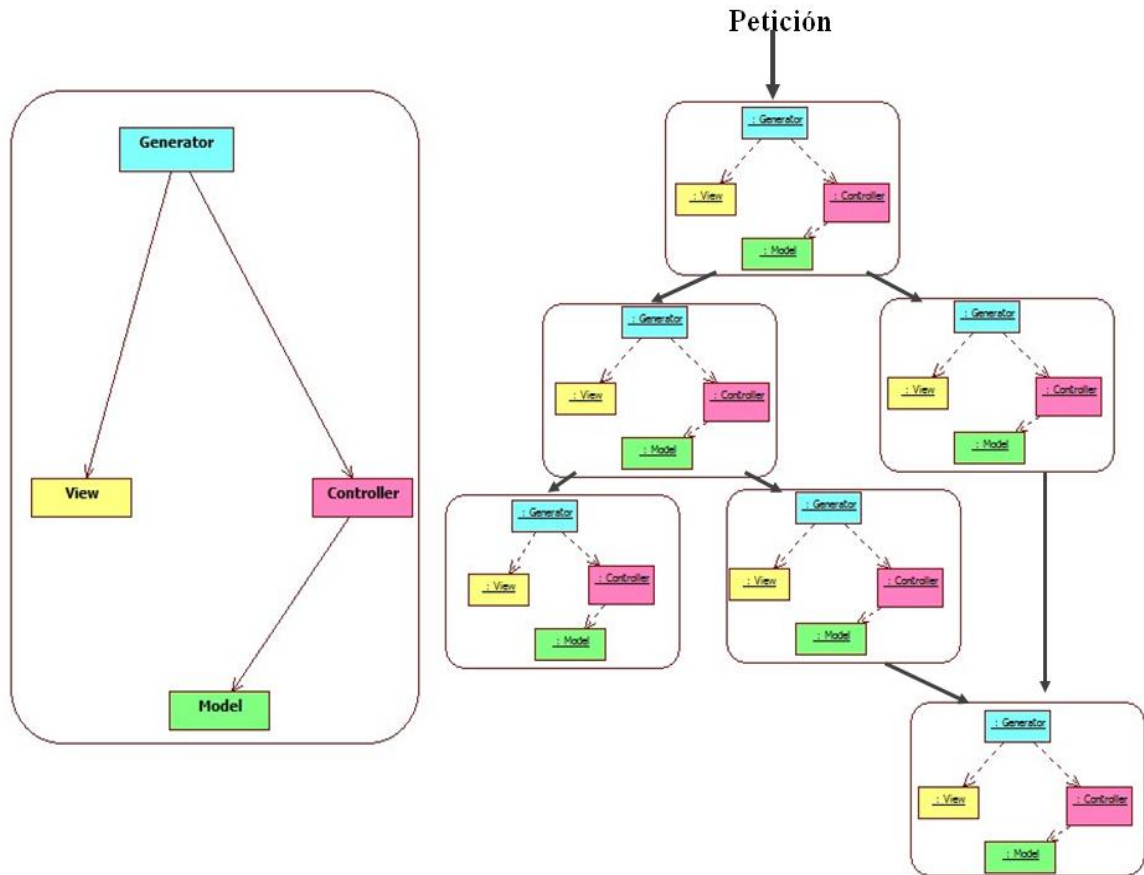 Petición
Generator
View
Controller
Model
: Generator
: View
: Controller
: Model
: Generator
: View
: Controller
: Model
: Generator
: View
: Controller
: Model
: Generator
: View
: Controller
: Model
: Generator
: View
: Controller
: Model
: Generator
: View
: Controller
: Model